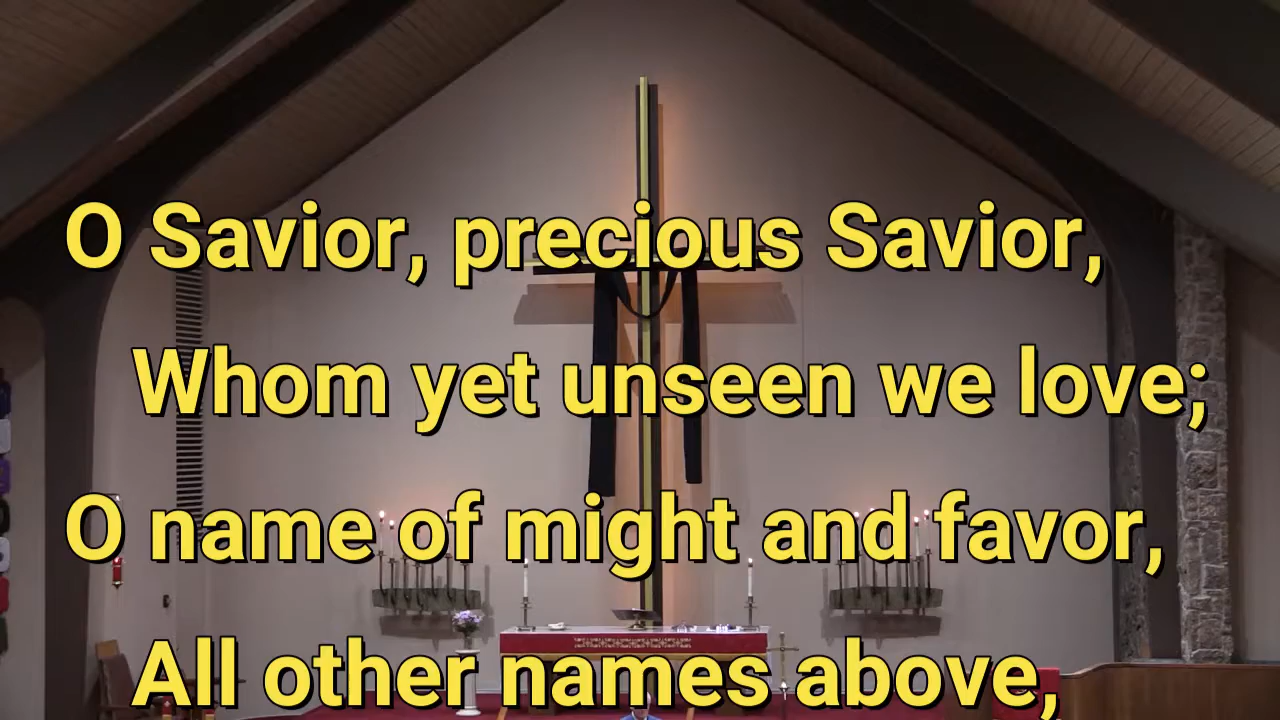 O Savior, precious Savior,
Whom yet unseen we love;
O name of might and favor,
All other names above,